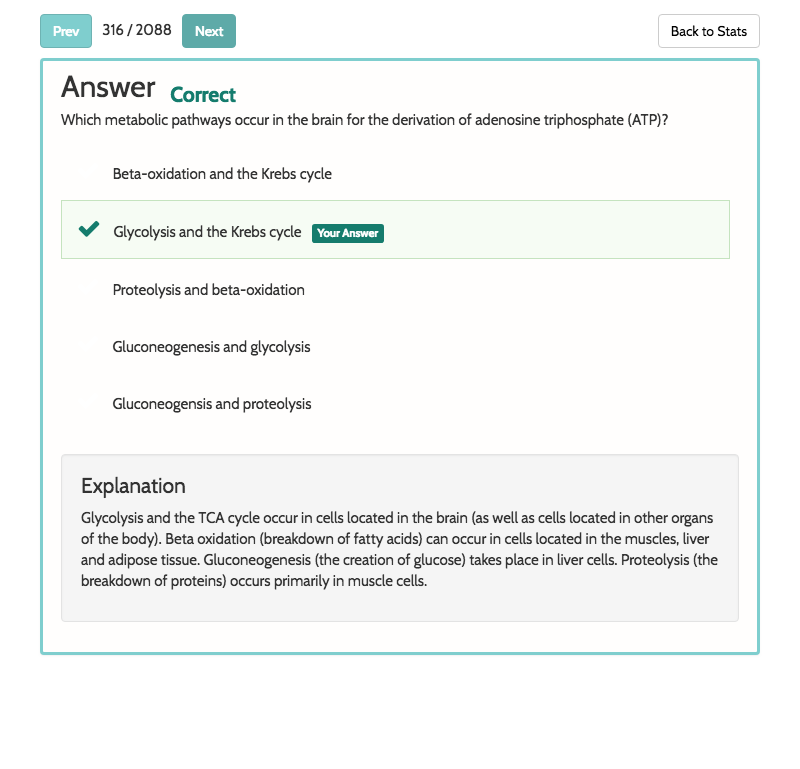 Prev 316 / 2088 Next Back to Stats
Answer Correct
Which metabolic pathways occur in the brain for the derivation of adenosine triphosphate (ATP)?
Beta-oxidation and the Krebs cycle
Glycolysis and the Krebs cycle Your Answer
Proteolysis and beta-oxidation
Gluconeogenesis and glycolysis
Gluconeogensis and proteolysis
Explanation
Glycolysis and the TCA cycle occur in cells located in the brain (as well as cells located in other organs
of the body). Beta oxidation (breakdown of fatty acids) can occur in cells located in the muscles, liver
and adipose tissue. Gluconeogenesis (the creation of glucose) takes place in liver cells. Proteolysis (the
breakdown of proteins) occurs primarily in muscle cells.